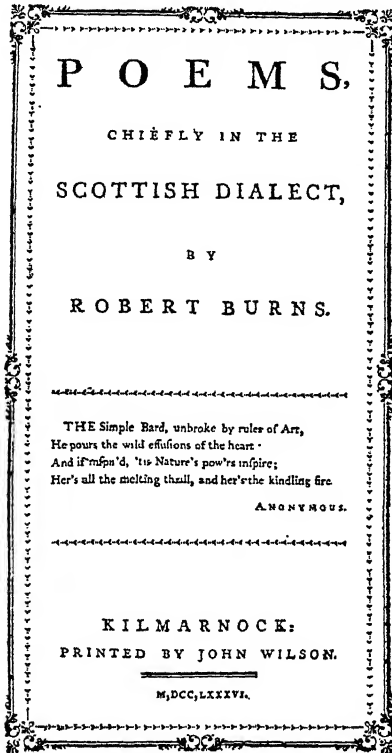 POEMS,
CHIEFLY IN THE
SCOTTISH DIALECT,
BY
ROBERT BURNS.
THE Simple Bard, unbroke by rules of Art,
He pours the wild effusions of the heart
And if inſpir'd, 'tis Nature's pow'rs inſpire;
Her's all the melting thrill, and her's the kindling fire
ANONYMOUS.
KILMARNOCK:
PRINTED BY JOHN WILSON.
M,DCC,LXXXVI.